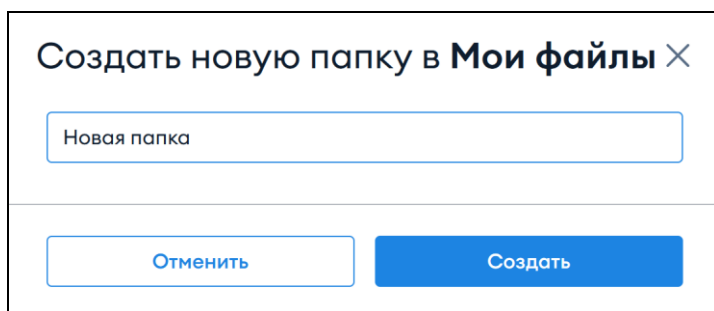 Создать новую папку в Мои файлы
Новая папка
Отменить Создать